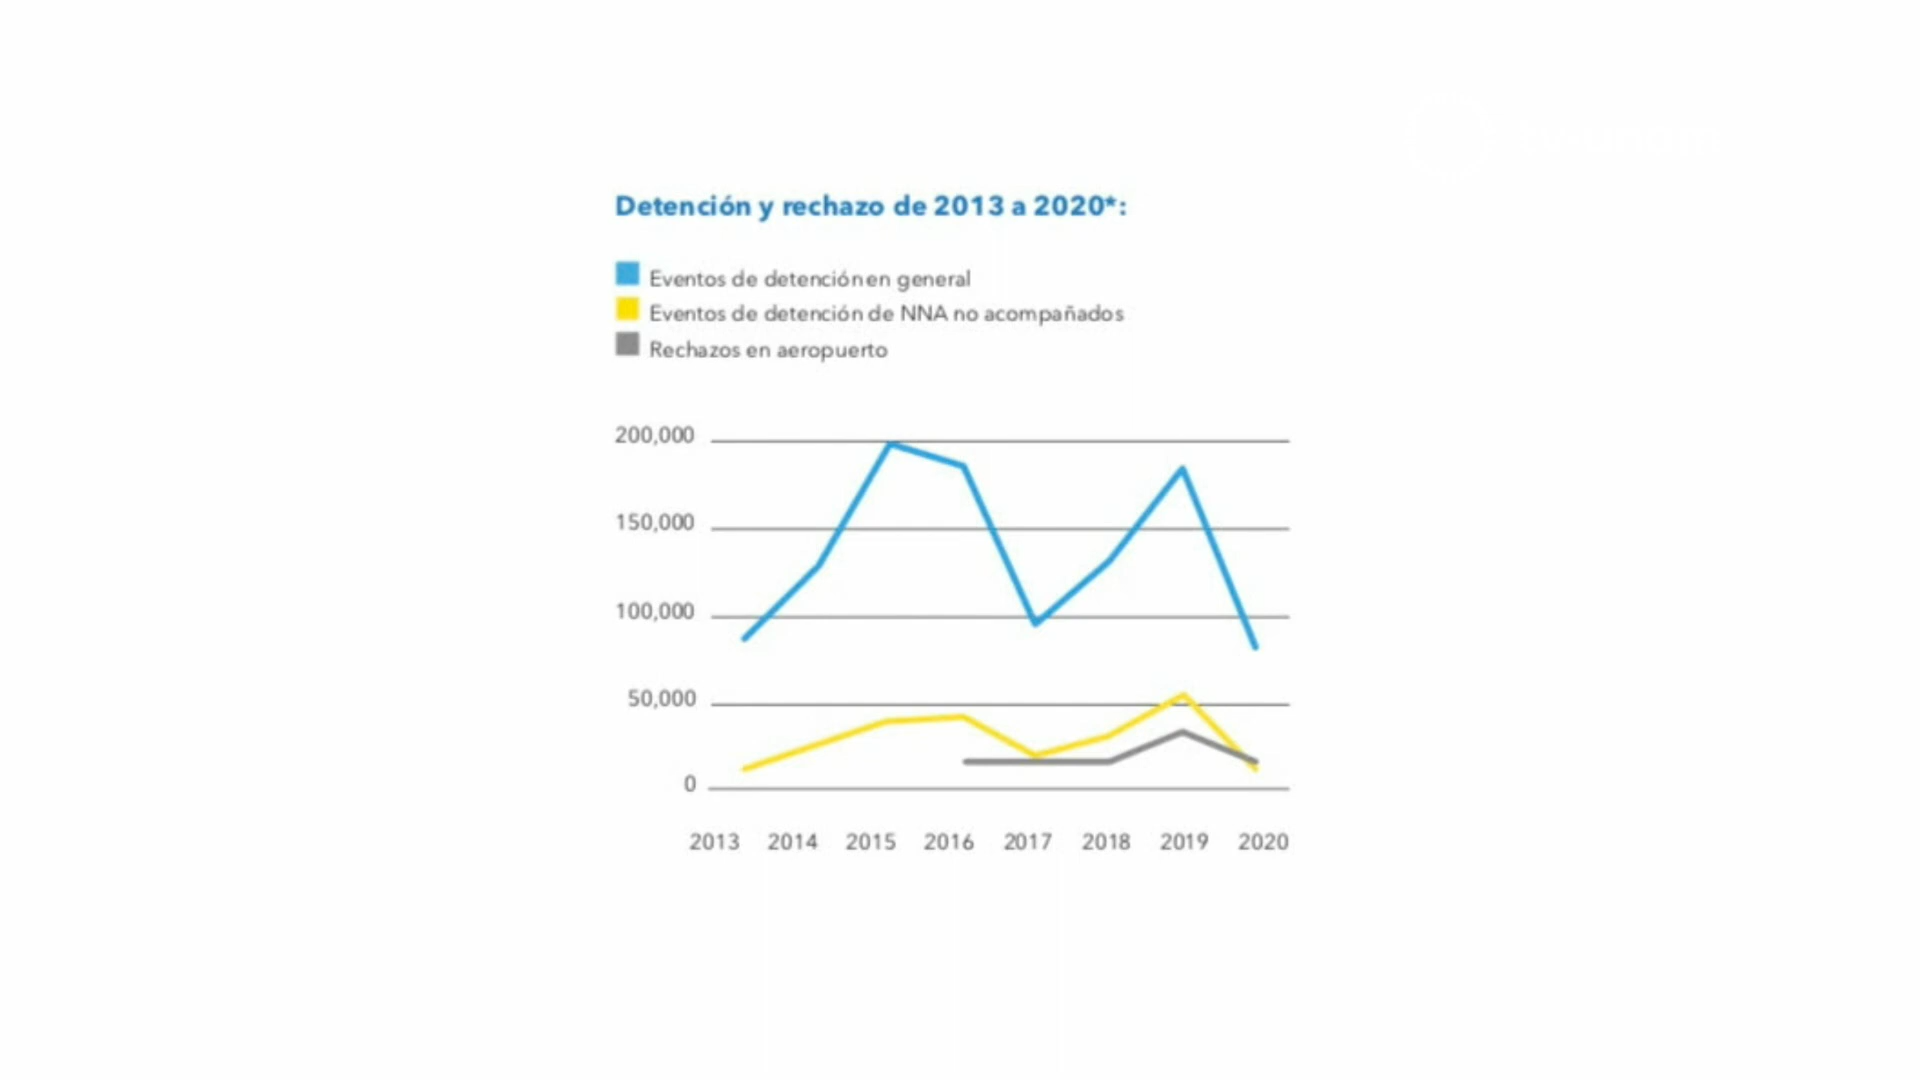 Detención y rechazo de 2013 a 2020*:
Eventos de detención en general
Eventos de detención de NNA no acompañados
Rechazos en aeropuerto
200,000
150,000
100,000
50,000
0
2013 2014 2015 2016 2017 2018 2019 2020